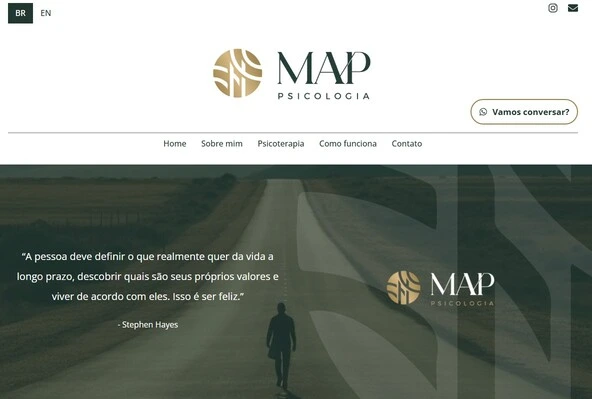 BR EN
MAP
PSICOLOGIA
Vamos conversar?
Home Sobre mim Psicoterapia Como funciona Contato
“A pessoa deve definir o que realmente quer da vida a
longo prazo, descobrir quais são seus próprios valores e
viver de acordo com eles. Isso é ser feliz.”
- Stephen Hayes
MAP
PSICOLOGIA